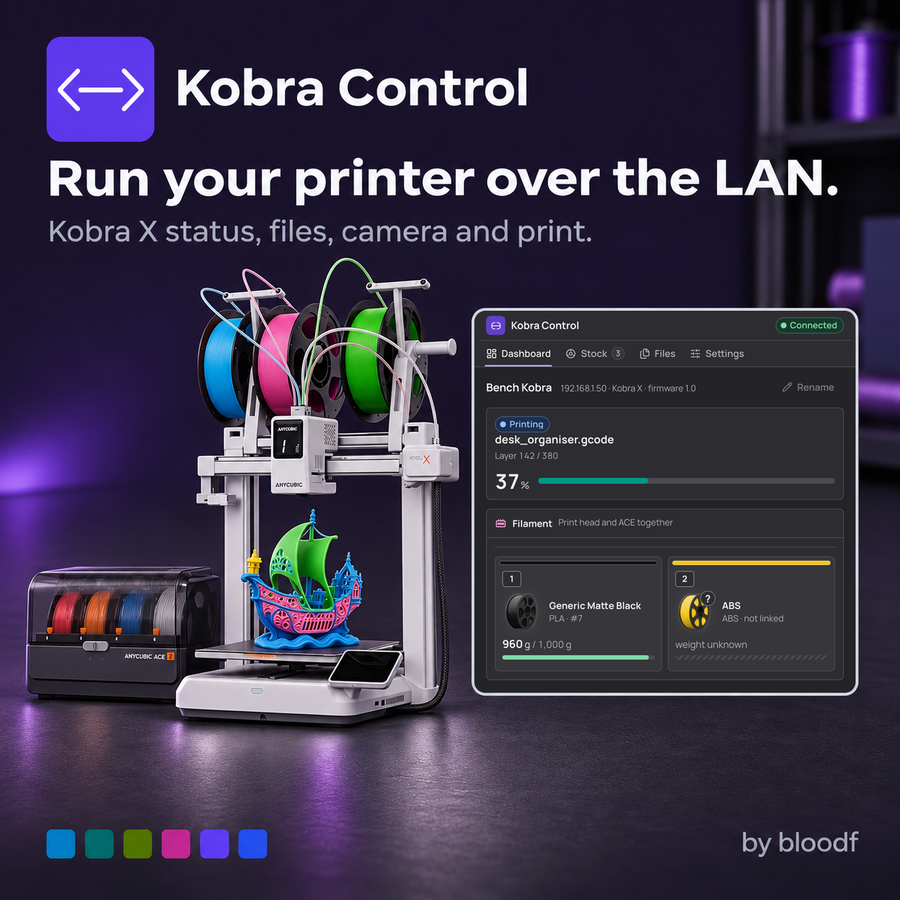 Kobra Control
Run your printer over the LAN.
Kobra X status, files, camera and print.
Kobra Control
Connected
Dashboard
Stock 3
Files
Settings
Bench Kobra
192.168.1.50 · Kobra X · firmware 1.0
Rename
Printing
desk_organiser.gcode
Layer 142 / 380
37%
Filament Print head and ACE together
1
Generic Matte Black
PLA · #7
960 g / 1,000 g
2
?
ABS
ABS · not linked
weight unknown
ANYCUBIC
ANYCUBIC
X
ANYCUBIC ACE 2
by bloodf